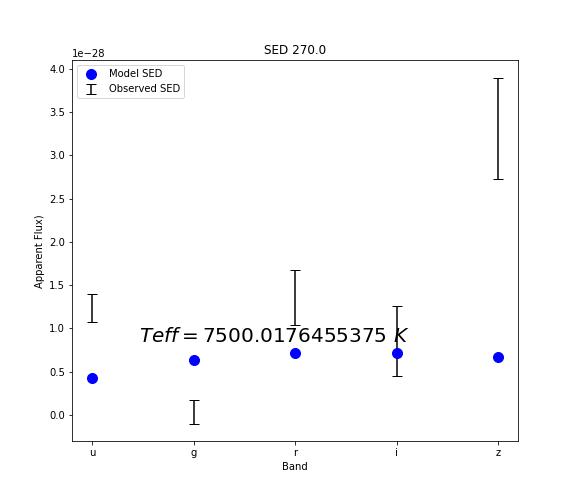 SED 270.0
1e−28
Model SED
Observed SED
4.0
3.5
3.0
2.5
2.0
1.5
1.0
0.5
0.0
Apparent Flux)
Teff = 7500.0176455375 K
u g r i z
Band